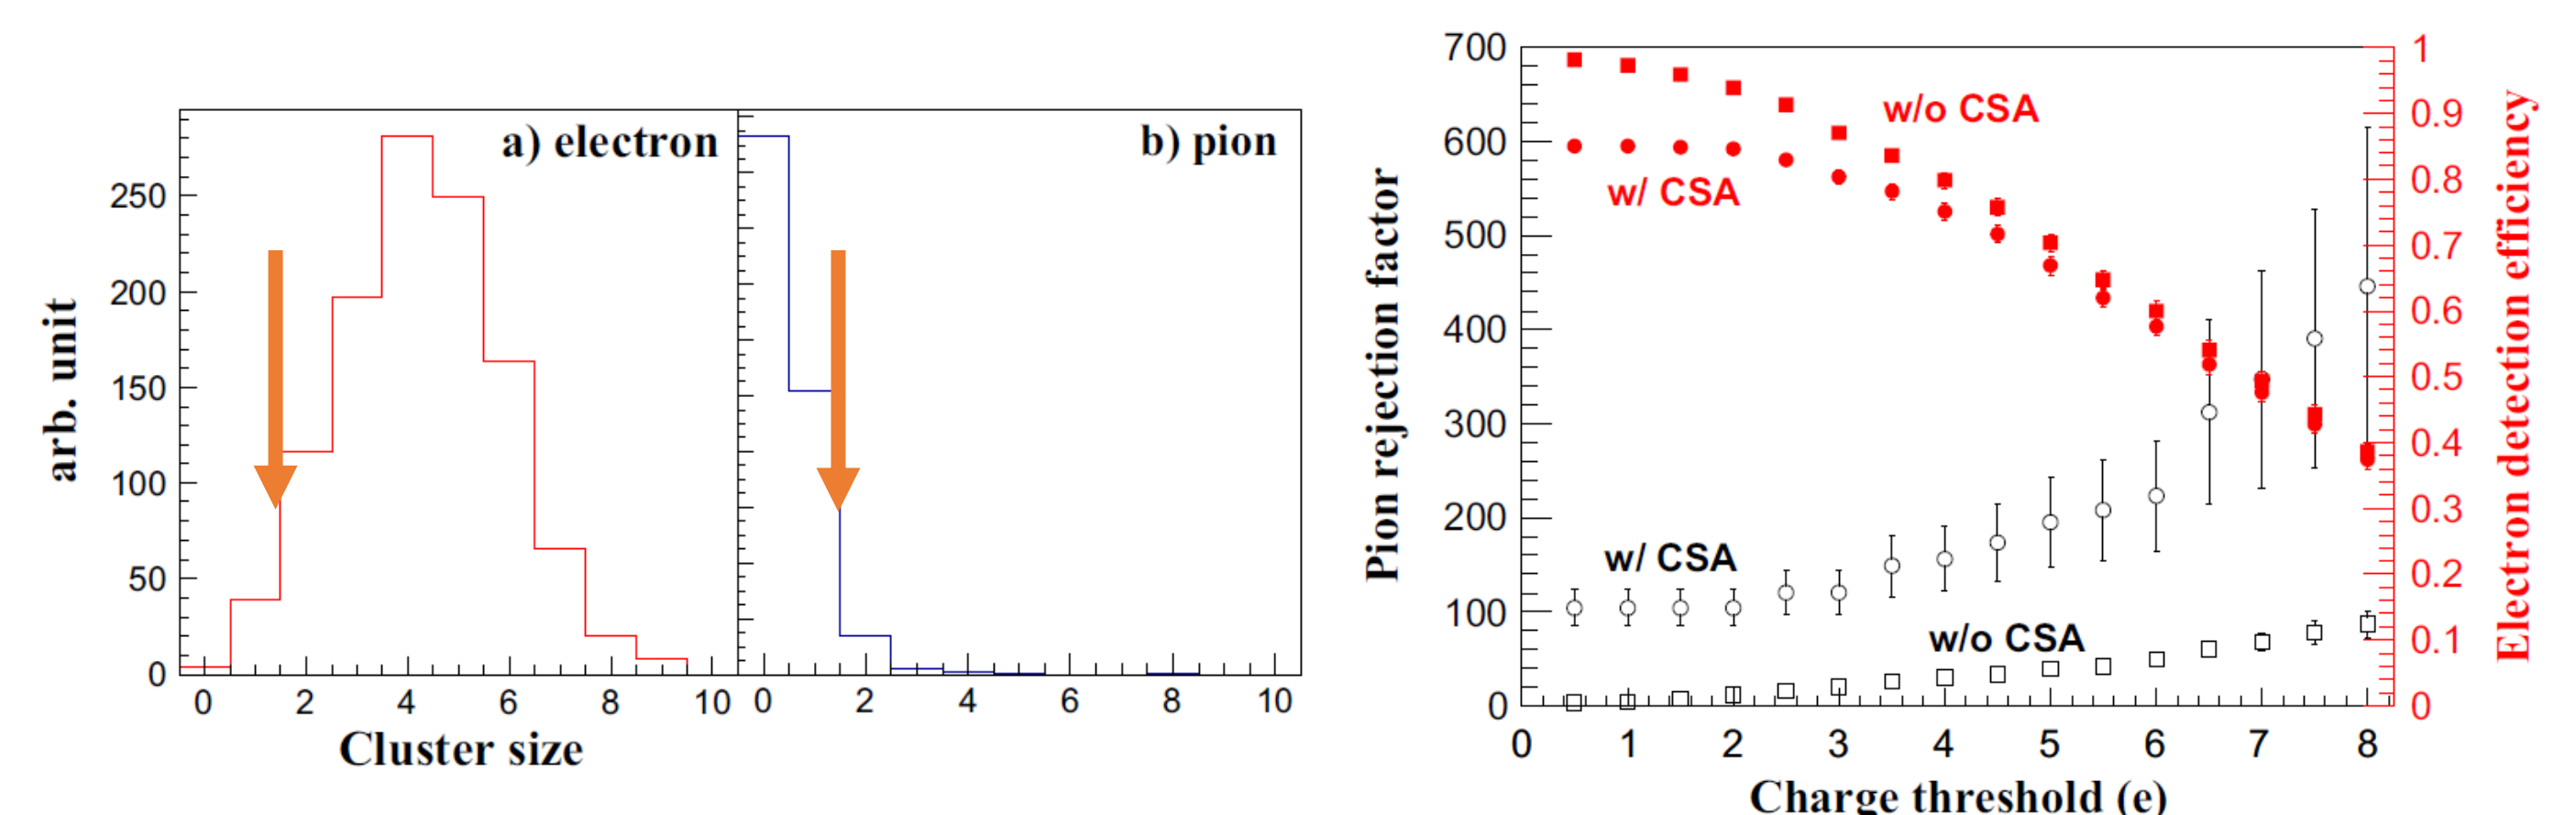 a) electron
b) pion
arb. unit
250
200
150
100
50
0
0 2 4 6 8 10
0 2 4 6 8 10
Cluster size
Pion rejection factor
700
600
500
400
300
200
100
0
w/o CSA
w/ CSA
w/ CSA
w/o CSA
1
0.9
0.8
0.7
0.6
0.5
0.4
0.3
0.2
0.1
0
Electron detection efficiency
0 1 2 3 4 5 6 7 8
Charge threshold (e)